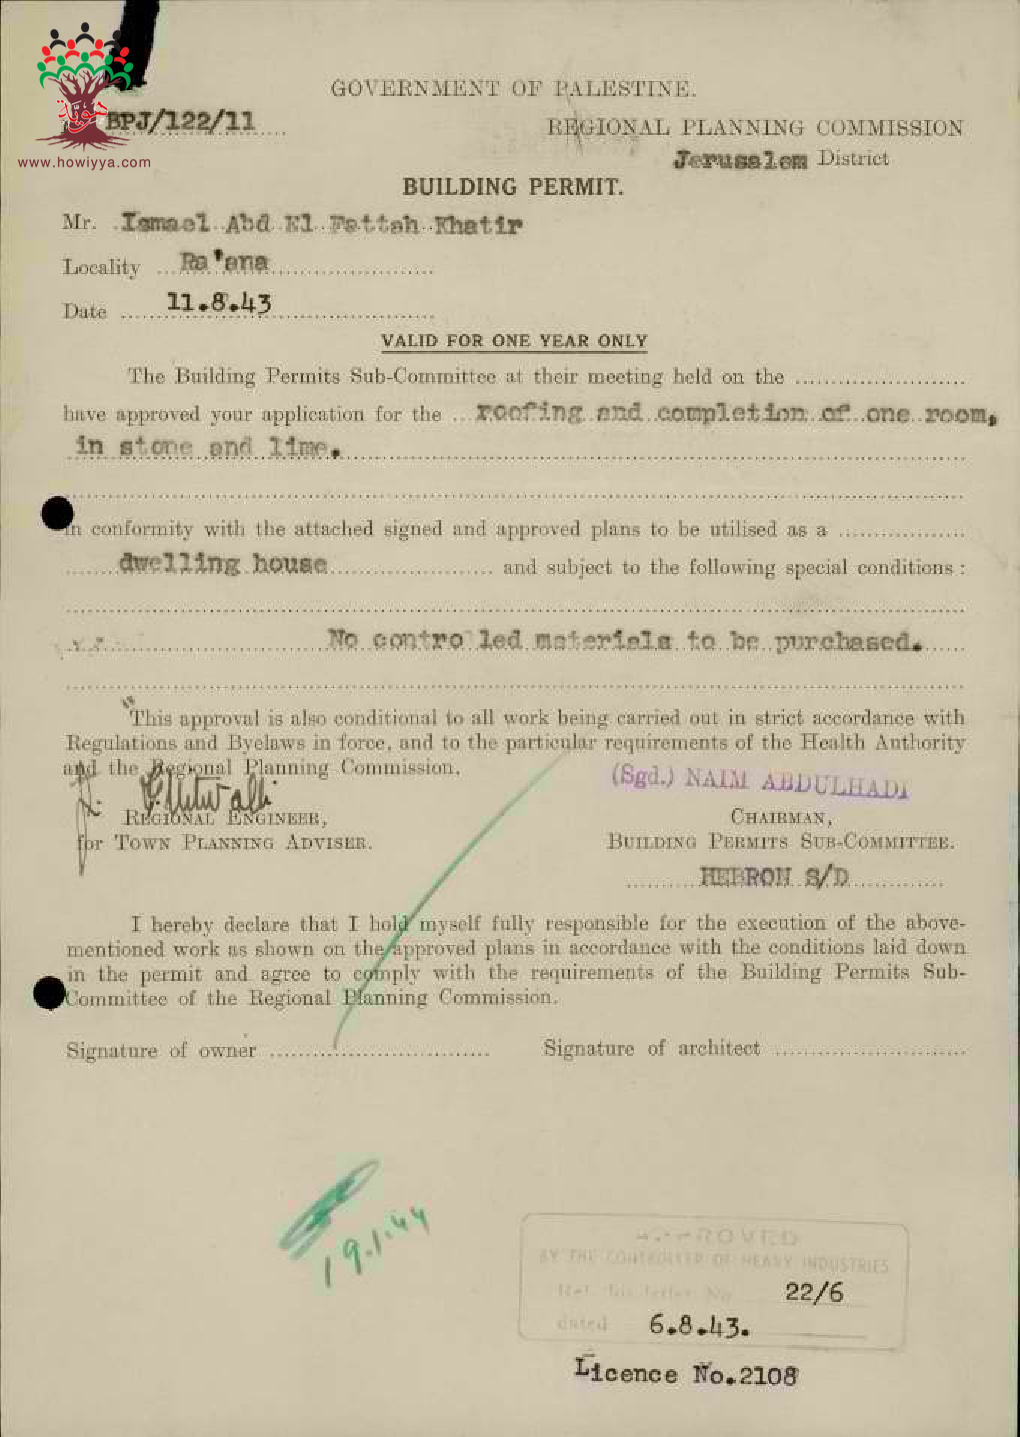 GOVERNMENT OF PALESTINE.
BPJ/122/11
REGIONAL PLANNING COMMISSION
www.howiyya.com
Jerusalem District
BUILDING PERMIT.
Mr. Ismael Abd El Fattah Khatir
Locality Ra'ana
Date 11.8.43
VALID FOR ONE YEAR ONLY
The Building Permits Sub-Committee at their meeting held on the
have approved your application for the roofing and completion of one room,
in stone and lime.
in conformity with the attached signed and approved plans to be utilised as a
dwelling house and subject to the following special conditions :
No controlled materials to be purchased.
"This approval is also conditional to all work being carried out in strict accordance with
Regulations and Byelaws in force, and to the particular requirements of the Health Authority
and the Regional Planning Commission.
(Sgd.) NAIM ABDULHADI
REGIONAL ENGINEER,
CHAIRMAN,
for TOWN PLANNING ADVISER.
BUILDING PERMITS SUB-COMMITTEE.
HEBRON S/D
I hereby declare that I hold myself fully responsible for the execution of the above-
mentioned work as shown on the approved plans in accordance with the conditions laid down
in the permit and agree to comply with the requirements of the Building Permits Sub-
Committee of the Regional Planning Commission.
Signature of owner
Signature of architect
19.1.44
APPROVED
BY THE CONTROLLER OF HEAVY INDUSTRIES
Ref. his letter No 22/6
dated 6.8.43.
Licence No.2108